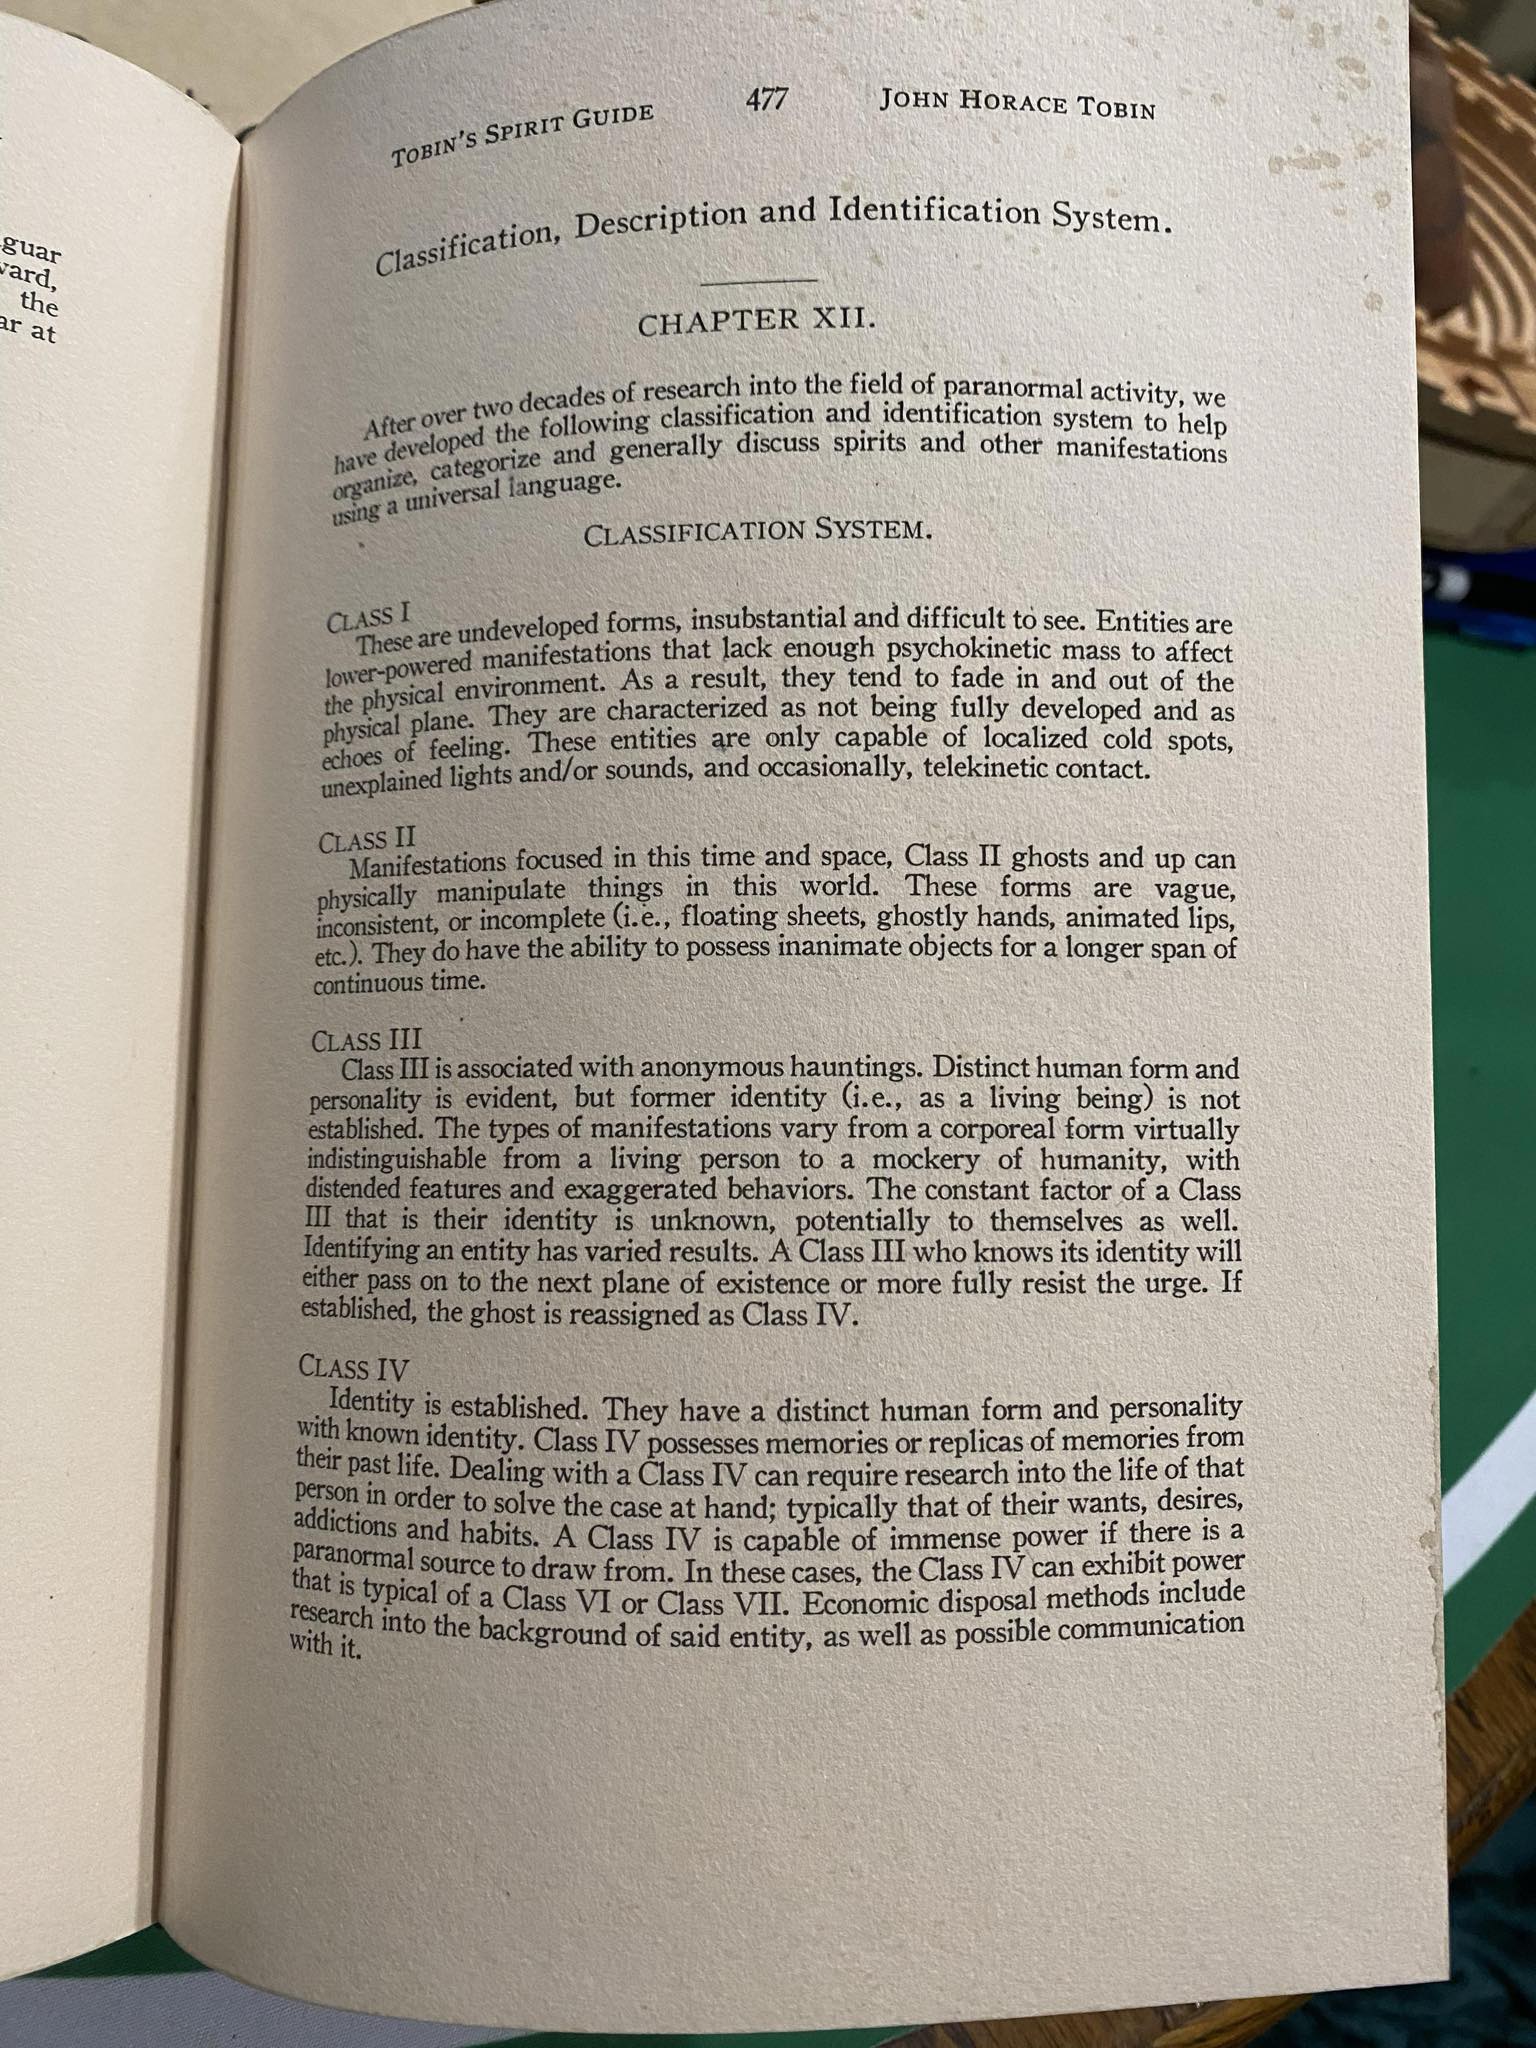 guar
ward,
the
ar at
TOBIN'S SPIRIT GUIDE 477 JOHN HORACE TOBIN
Classification, Description and Identification System.
CHAPTER XII.
After over two decades of research into the field of paranormal activity, we
have developed the following classification and identification system to help
organize, categorize and generally discuss spirits and other manifestations
using a universal language.
CLASSIFICATION SYSTEM.
CLASS I
These are undeveloped forms, insubstantial and difficult to see. Entities are
lower-powered manifestations that lack enough psychokinetic mass to affect
the physical environment. As a result, they tend to fade in and out of the
physical plane. They are characterized as not being fully developed and as
echoes of feeling. These entities are only capable of localized cold spots,
unexplained lights and/or sounds, and occasionally, telekinetic contact.
CLASS II
Manifestations focused in this time and space, Class II ghosts and up can
physically manipulate things in this world. These forms are vague,
inconsistent, or incomplete (i.e., floating sheets, ghostly hands, animated lips,
etc.). They do have the ability to possess inanimate objects for a longer span of
continuous time.
CLASS III
Class III is associated with anonymous hauntings. Distinct human form and
personality is evident, but former identity (i.e., as a living being) is not
established. The types of manifestations vary from a corporeal form virtually
indistinguishable from a living person to a mockery of humanity, with
distended features and exaggerated behaviors. The constant factor of a Class
III that is their identity is unknown, potentially to themselves as well.
Identifying an entity has varied results. A Class III who knows its identity will
either pass on to the next plane of existence or more fully resist the urge. If
established, the ghost is reassigned as Class IV.
CLASS IV
Identity is established. They have a distinct human form and personality
with known identity. Class IV possesses memories or replicas of memories from
their past life. Dealing with a Class IV can require research into the life of that
person in order to solve the case at hand; typically that of their wants, desires,
addictions and habits. A Class IV is capable of immense power if there is a
paranormal source to draw from. In these cases, the Class IV can exhibit power
that is typical of a Class VI or Class VII. Economic disposal methods include
research into the background of said entity, as well as possible communication
with it.